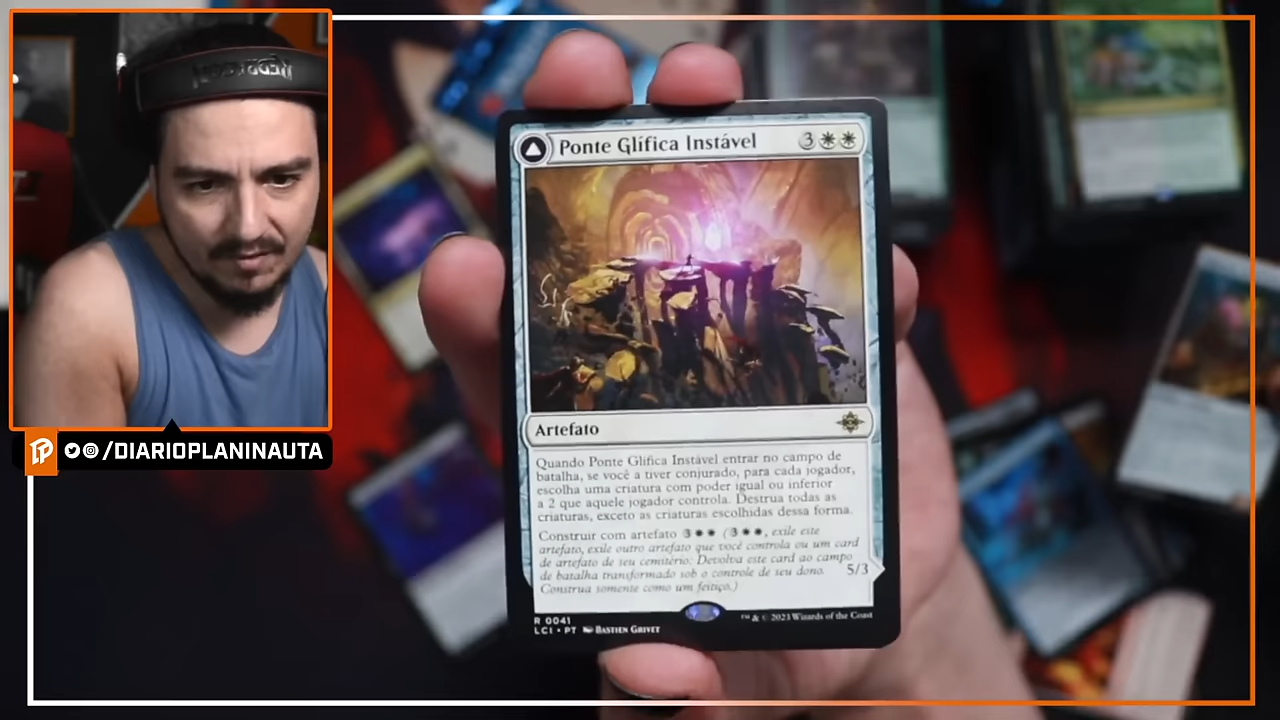 REDRAGON
/DIARIOPLANINAUTA
Ponte Glífica Instável 3
Artefato
Quando Ponte Glífica Instável entrar no campo de
batalha, se você a tiver conjurado, para cada jogador,
escolha uma criatura com poder igual ou inferior
a 2 que aquele jogador controla. Destrua todas as
criaturas, exceto as criaturas escolhidas dessa forma.
Construir com artefato 3 (3, exile este
artefato, exile outro artefato que você controla ou um card
de artefato de seu cemitério: Devolva este card ao campo
de batalha transformado sob o controle de seu dono.
Construa somente como um feitiço.)
5/3
R 0041
LCI • PT Bastien Grivet
™ & © 2023 Wizards of the Coast